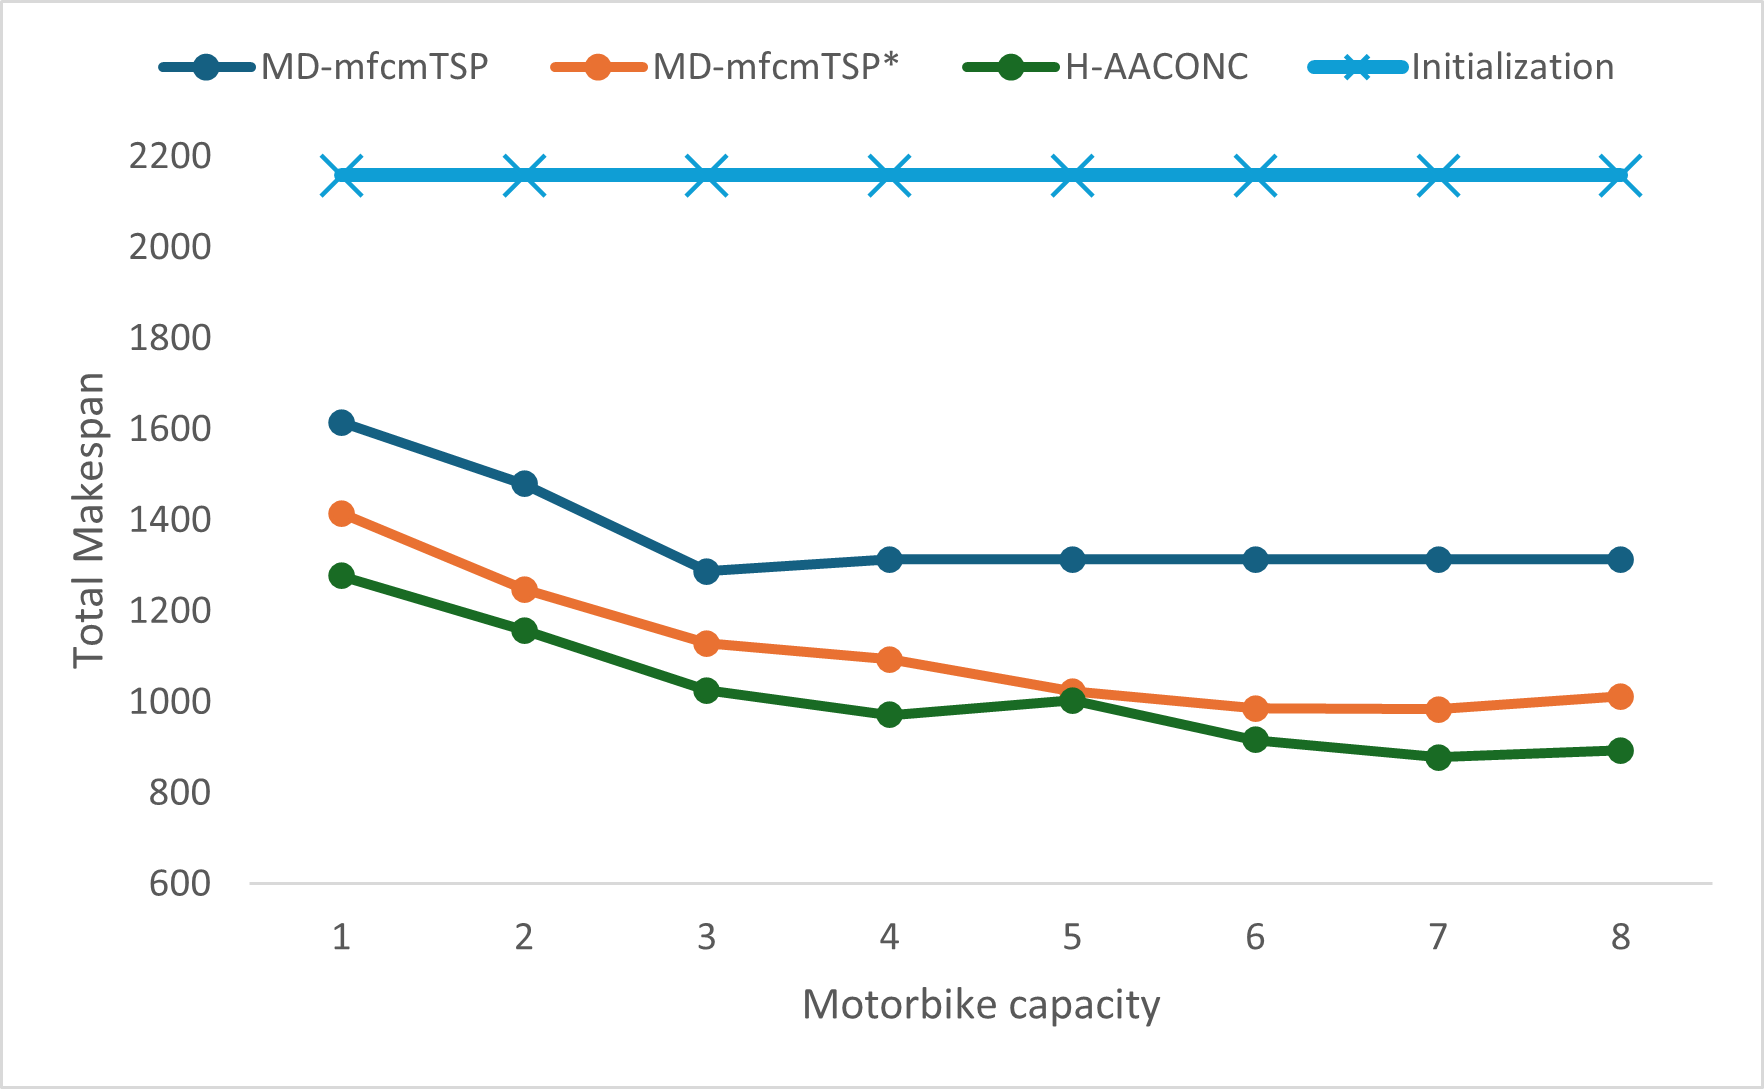 MD-mfcmTSP MD-mfcmTSP* H-AACONC Initialization
2200
2000
1800
1600
1400
1200
1000
800
600
Total Makespan
1 2 3 4 5 6 7 8
Motorbike capacity